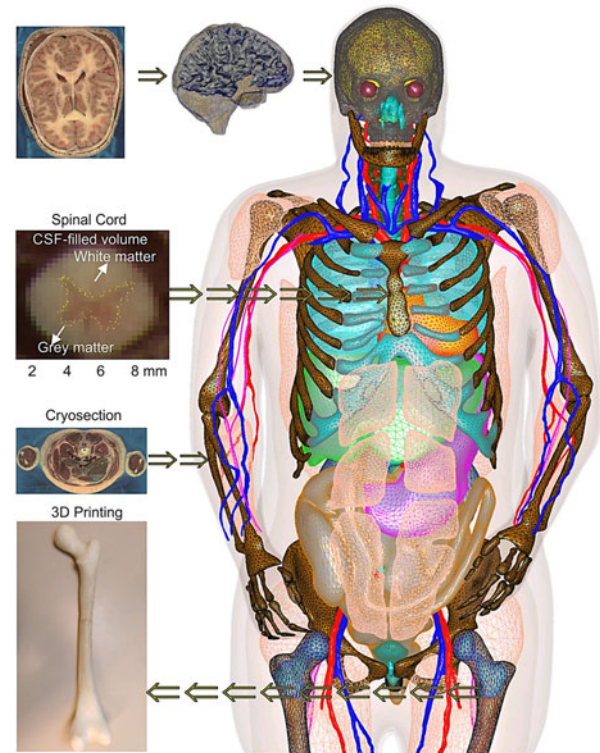 Spinal Cord
CSF-filled volume
White matter
Grey matter
2 4 6 8 mm
Cryosection
3D Printing